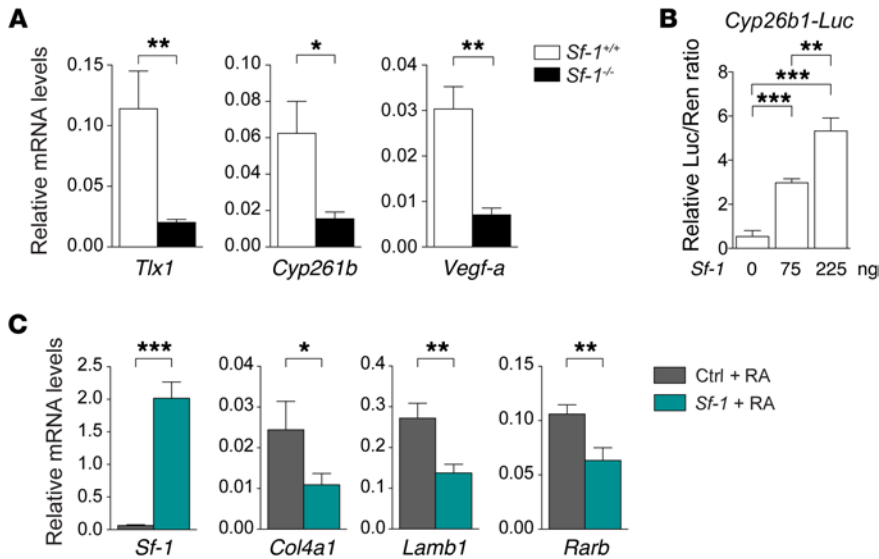 A
Relative mRNA levels
0.15
0.10
0.05
0.00
**
Tlx1
0.10
0.08
0.06
0.04
0.02
0.00
*
Cyp261b
0.04
0.03
0.02
0.01
0.00
**
Vegf-a
Sf-1+/+
Sf-1-/-
B
Cyp26b1-Luc
Relative Luc/Ren ratio
8
6
4
2
0
**
***
***
Sf-1 0 75 225 ng
C
Relative mRNA levels
2.5
2.0
1.5
1.0
0.5
0.0
***
Sf-1
0.04
0.03
0.02
0.01
0.00
*
Col4a1
0.4
0.3
0.2
0.1
0.0
**
Lamb1
0.15
0.10
0.05
0.00
**
Rarb
Ctrl + RA
Sf-1 + RA